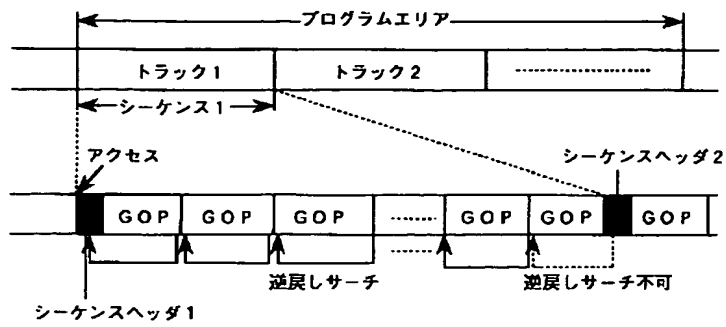 プログラムエリア
トラック1
トラック2
シーケンス1
アクセス
シーケンスヘッダ2
GOP
GOP
GOP
GOP
GOP
GOP
逆戻しサーチ
逆戻しサーチ不可
シーケンスヘッダ1